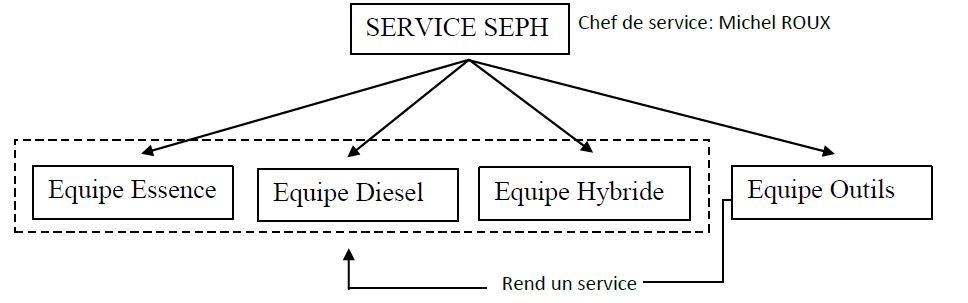 SERVICE SEPH
Chef de service: Michel ROUX
Equipe Essence
Equipe Diesel
Equipe Hybride
Equipe Outils
Rend un service